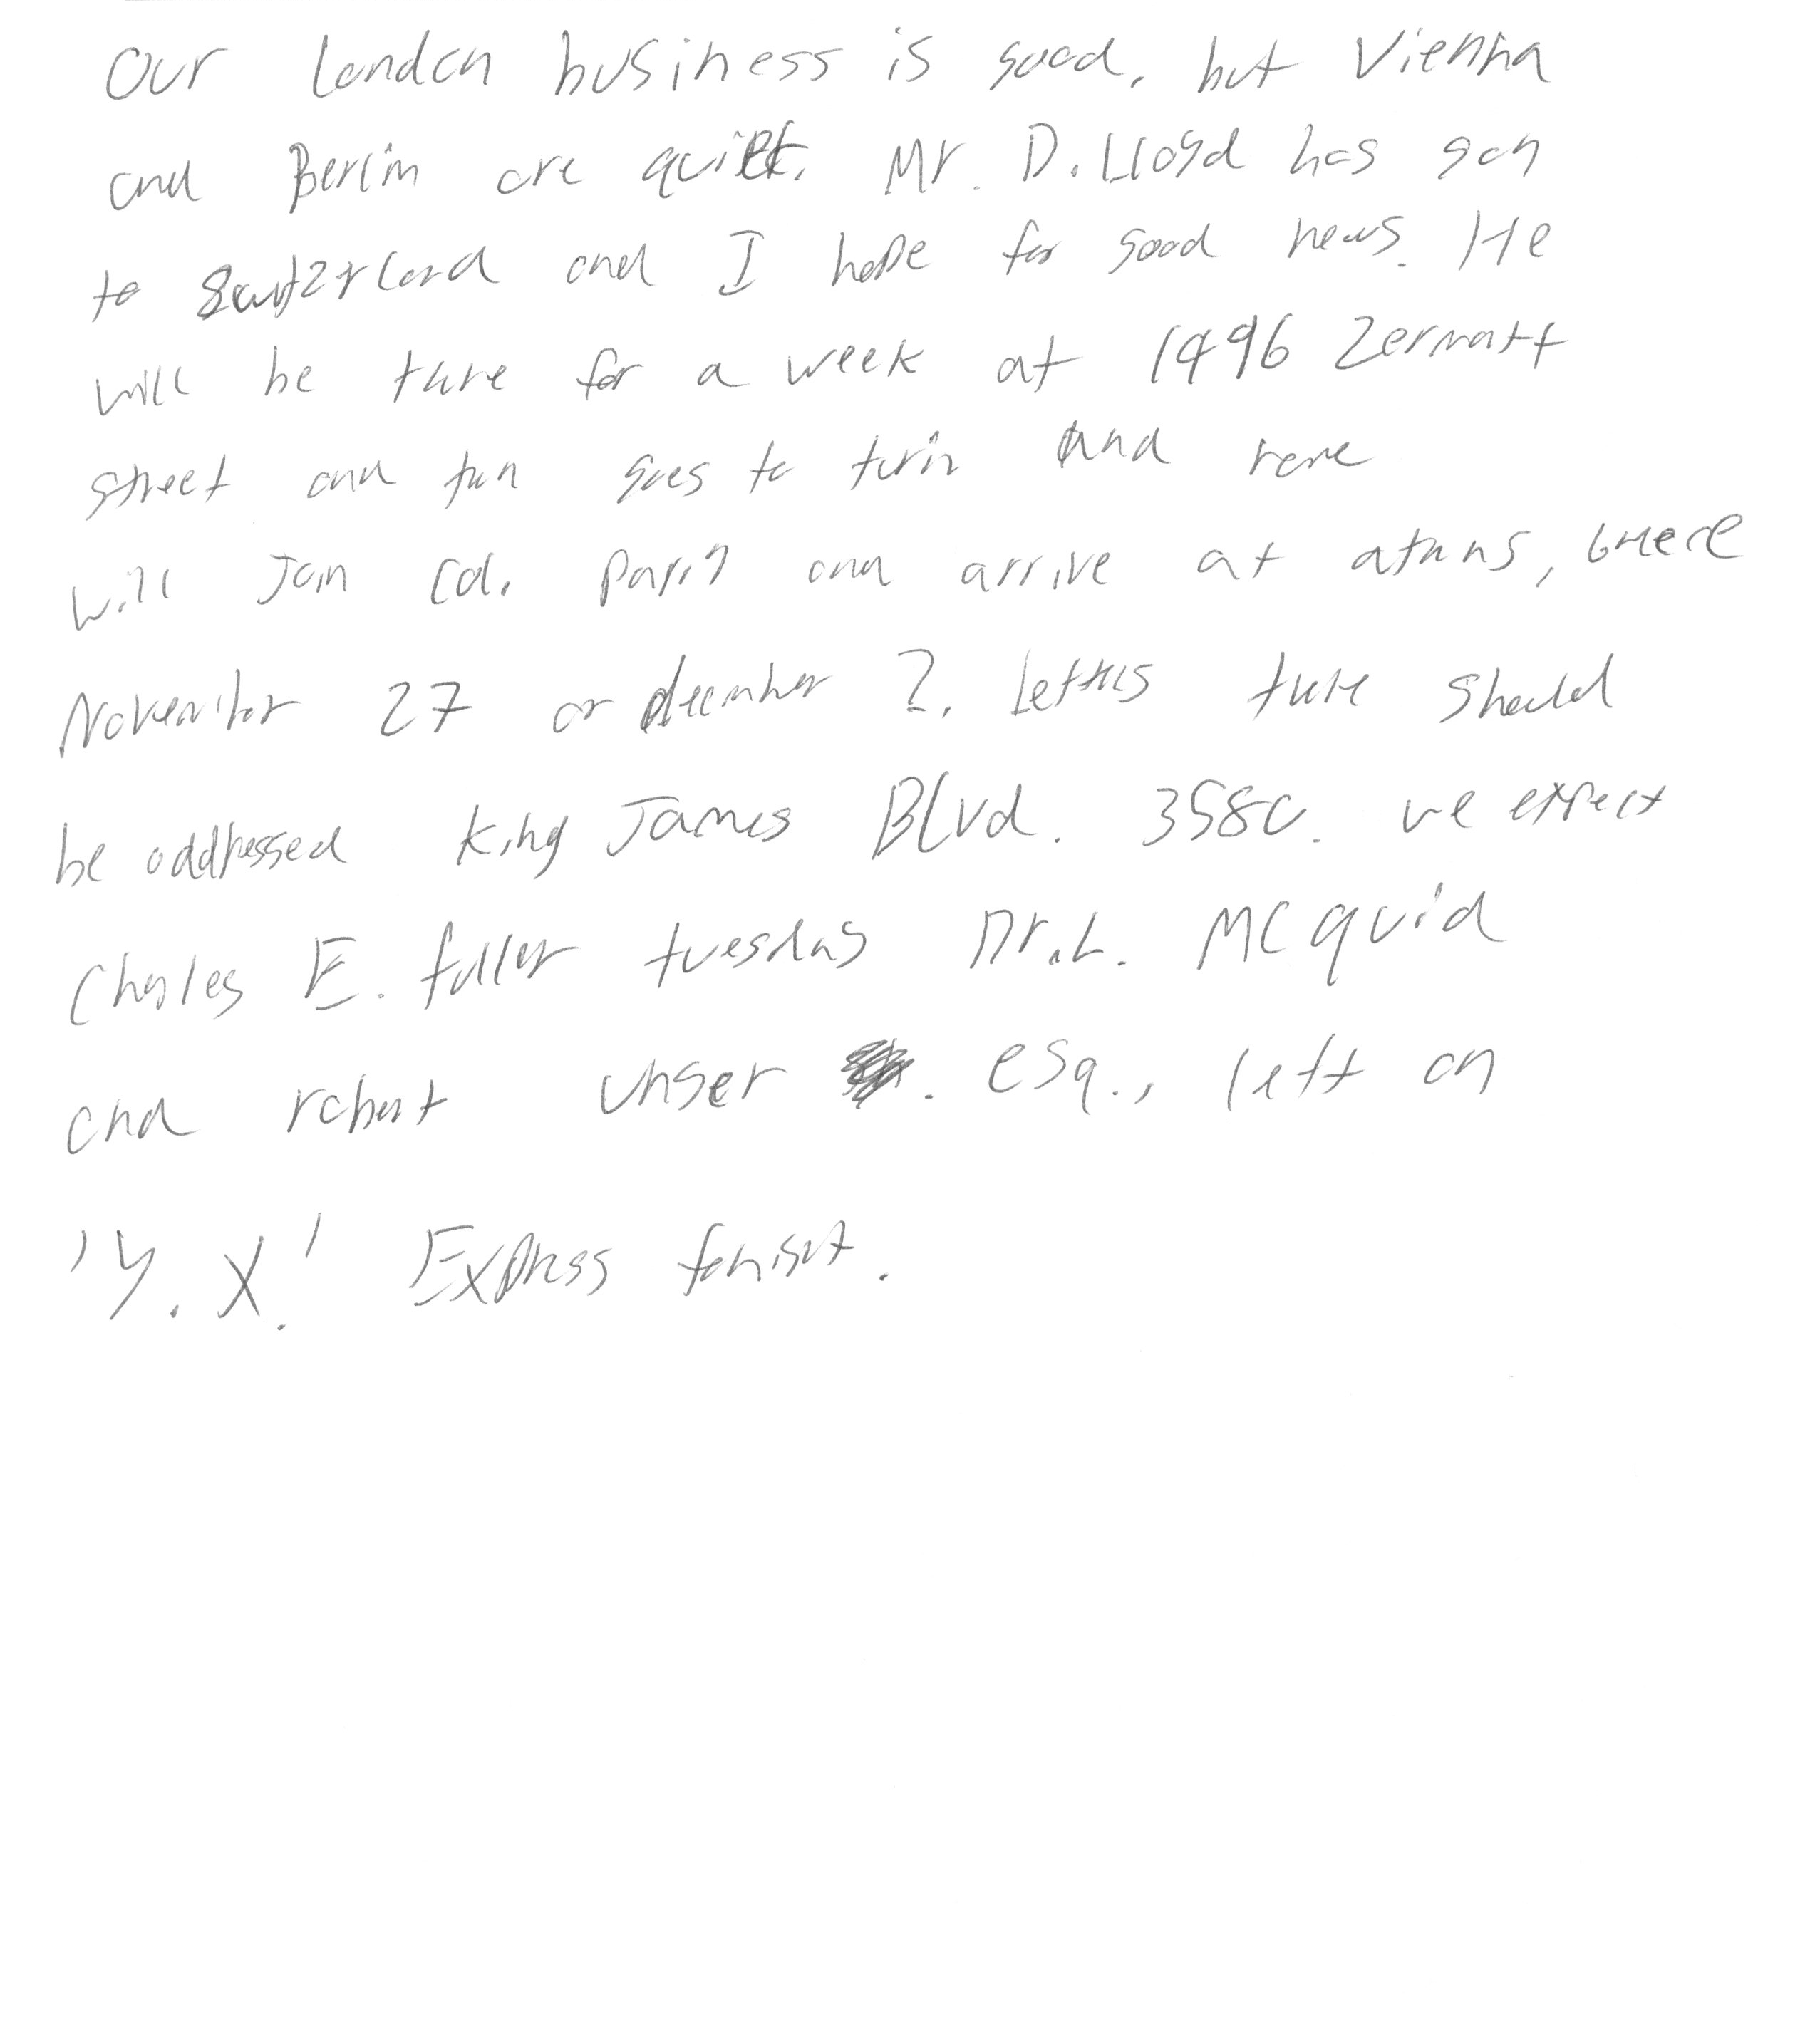 Our London business is good, but Vienna
and Berlin are quiet. Mr. D. Lloyd has gon
to Switzerland and I hope for good news. He
will be there for a week at 1496 Zermatt
street and then goes to turin and rome
will Join Col. Parry and arrive at athens, Greece
November 27 or december 2. Letters there should
be addressed King James Blvd. 3580. we expect
Charles E. fuller tuesday Dr. L. McQuid
and robert unger . esq., left on
'Y. X.' Express tonight.